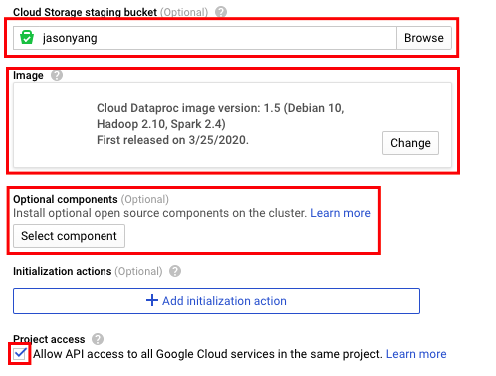 Cloud Storage staging bucket (Optional) ?
jasonyang Browse
Image ?
Cloud Dataproc image version: 1.5 (Debian 10,
Hadoop 2.10, Spark 2.4)
First released on 3/25/2020.
Change
Optional components (Optional)
Install optional open source components on the cluster. Learn more
Select component
Initialization actions (Optional) ?
+ Add initialization action
Project access ?
Allow API access to all Google Cloud services in the same project. Learn more